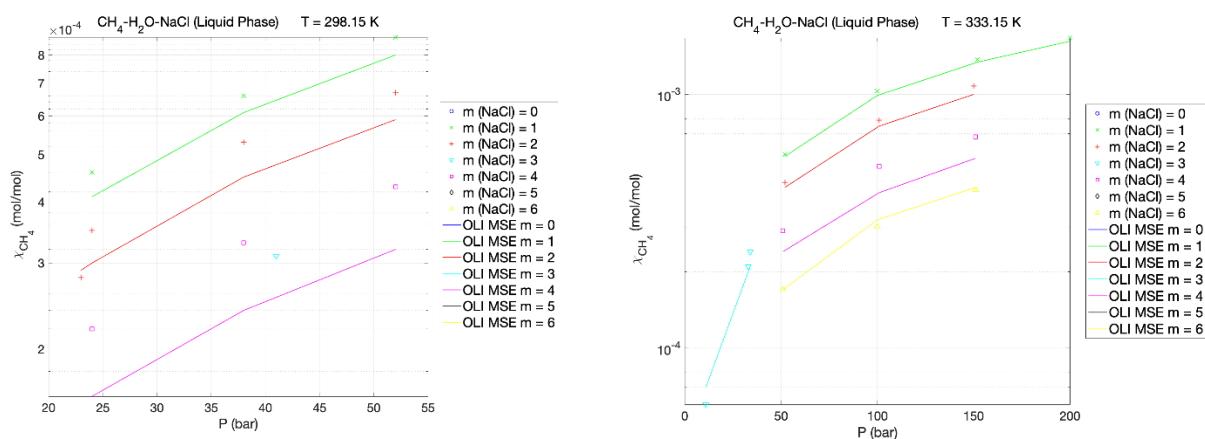 CH4-H2O-NaCl (Liquid Phase) T = 298.15 K
×10-4
8
7
6
5
4
3
2
χCH4 (mol/mol)
20 25 30 35 40 45 50 55
P (bar)
m (NaCl) = 0
m (NaCl) = 1
m (NaCl) = 2
m (NaCl) = 3
m (NaCl) = 4
m (NaCl) = 5
m (NaCl) = 6
OLI MSE m = 0
OLI MSE m = 1
OLI MSE m = 2
OLI MSE m = 3
OLI MSE m = 4
OLI MSE m = 5
OLI MSE m = 6
CH4-H2O-NaCl (Liquid Phase) T = 333.15 K
10-3
10-4
χCH4 (mol/mol)
0 50 100 150 200
P (bar)
m (NaCl) = 0
m (NaCl) = 1
m (NaCl) = 2
m (NaCl) = 3
m (NaCl) = 4
m (NaCl) = 5
m (NaCl) = 6
OLI MSE m = 0
OLI MSE m = 1
OLI MSE m = 2
OLI MSE m = 3
OLI MSE m = 4
OLI MSE m = 5
OLI MSE m = 6